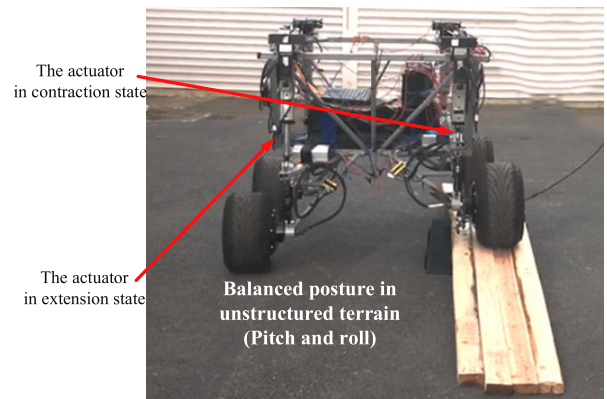 The actuator
in contraction state
The actuator
in extension state
Balanced posture in
unstructured terrain
(Pitch and roll)